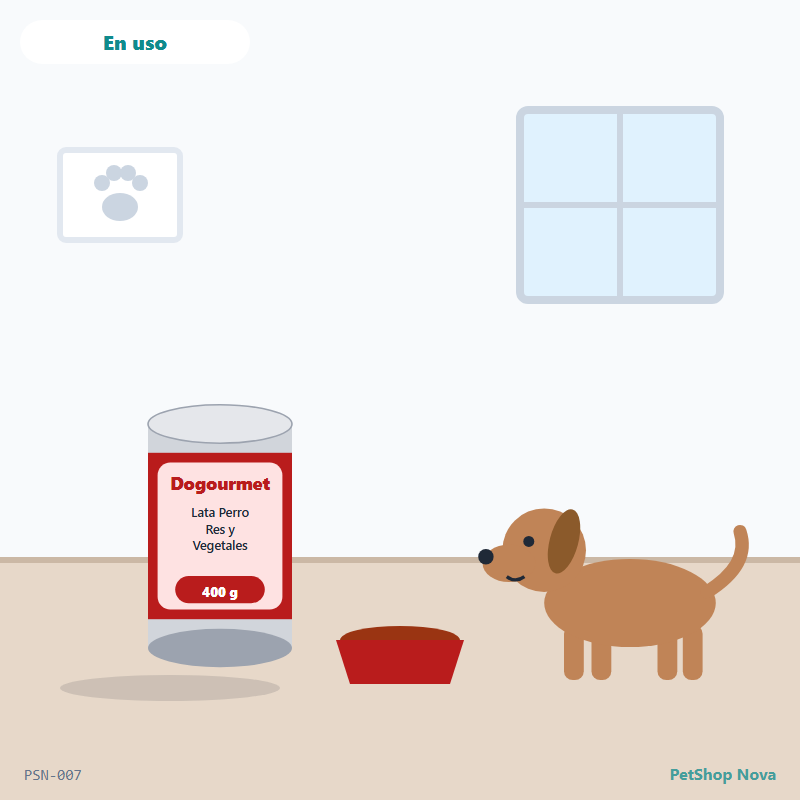 En uso
Dogourmet
Lata Perro
Res y
Vegetales
400 g
PSN-007
PetShop Nova